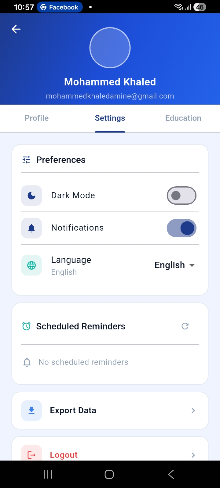 10:57 Facebook 48
Mohammed Khaled
mohammedkhaledamine@gmail.com
Profile Settings Education
Preferences
Dark Mode
Notifications
Language
English
English
Scheduled Reminders
No scheduled reminders
Export Data
Logout